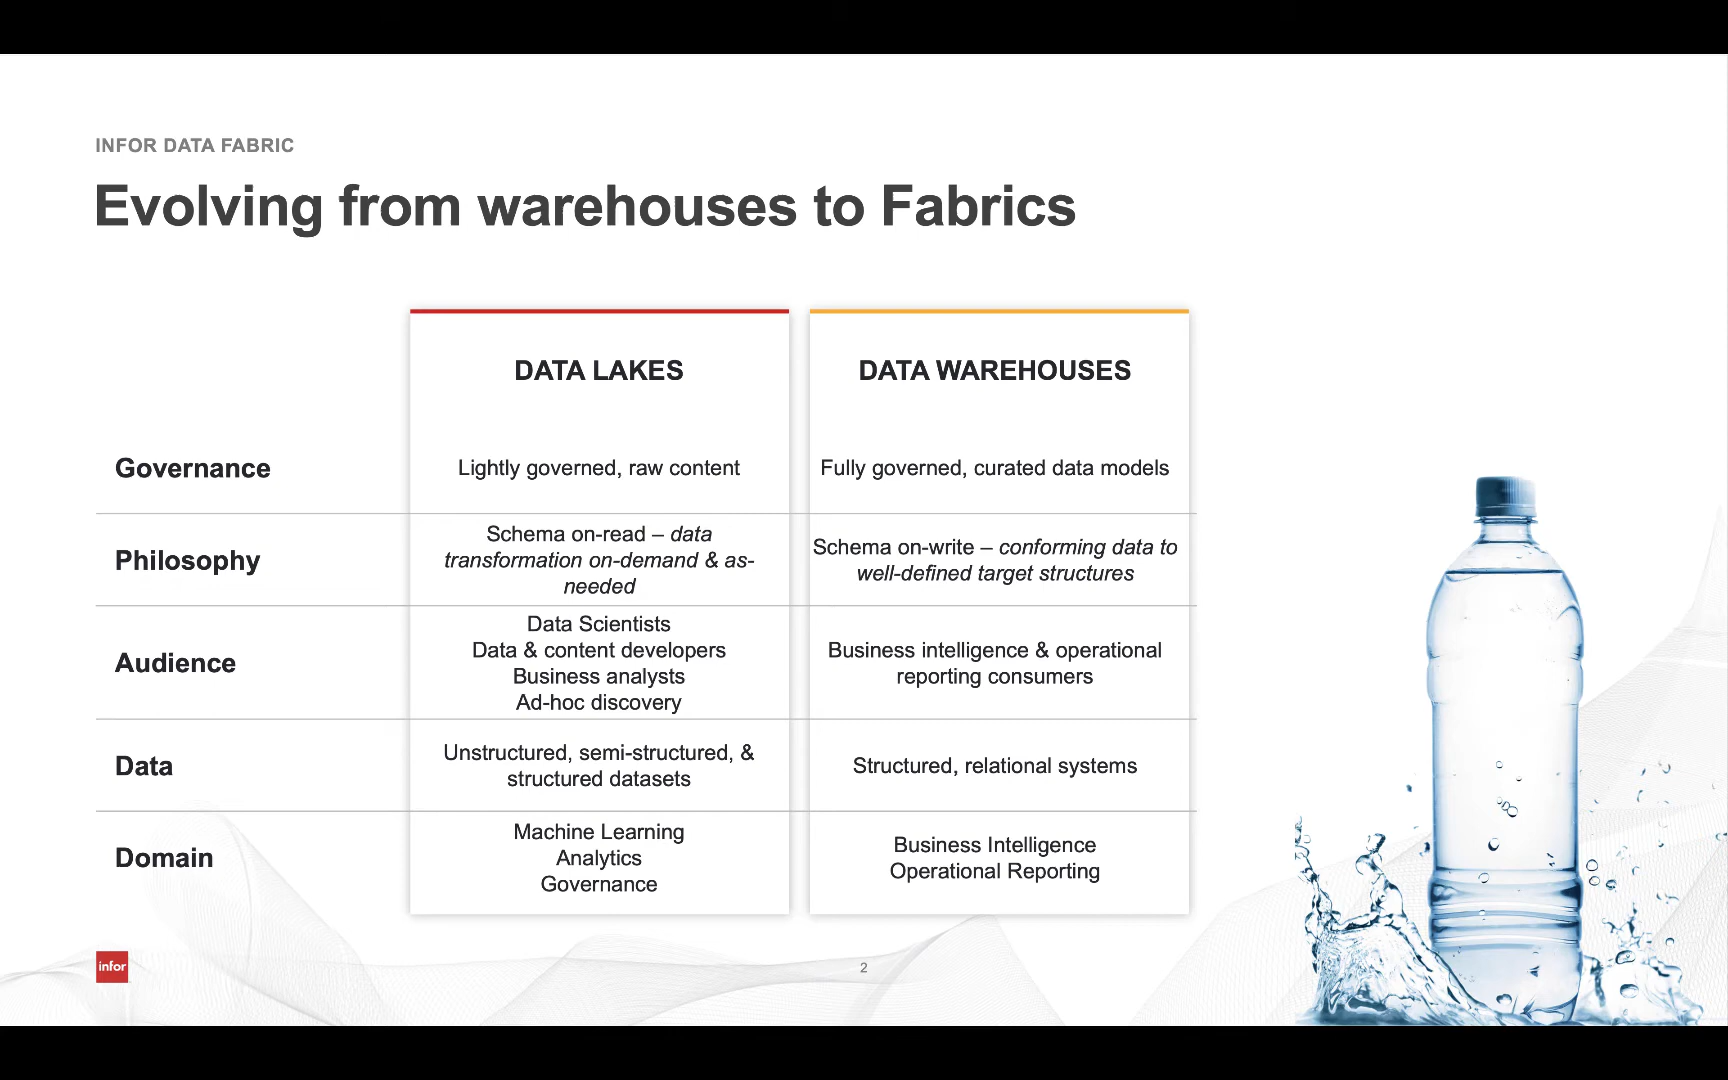 INFOR DATA FABRIC
Evolving from warehouses to Fabrics
DATA LAKES
DATA WAREHOUSES
Governance
Lightly governed, raw content
Fully governed, curated data models
Philosophy
Schema on-read – data
transformation on-demand & as-
needed
Schema on-write – conforming data to
well-defined target structures
Audience
Data Scientists
Data & content developers
Business analysts
Ad-hoc discovery
Business intelligence & operational
reporting consumers
Data
Unstructured, semi-structured, &
structured datasets
Structured, relational systems
Domain
Machine Learning
Analytics
Governance
Business Intelligence
Operational Reporting
infor
2